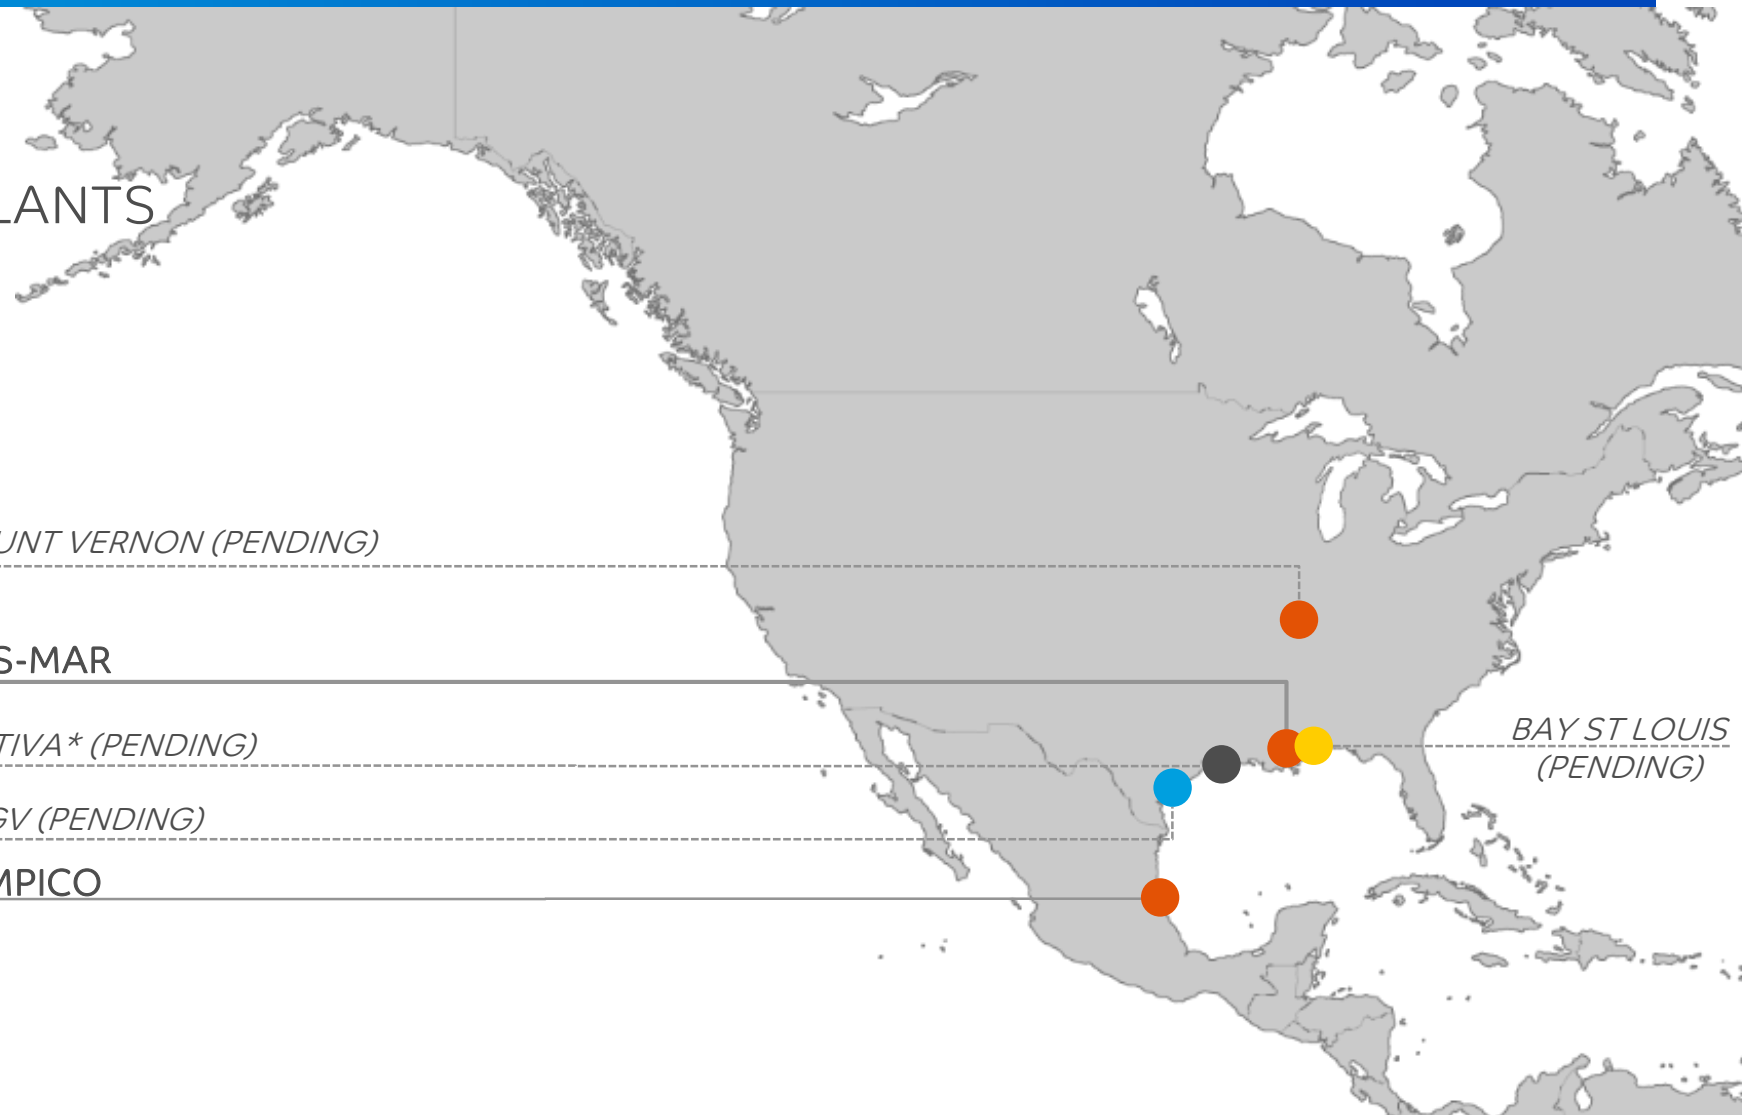 LANTS
UNT VERNON (PENDING)
S-MAR
TIVA* (PENDING)
GV (PENDING)
MPICO
BAY ST LOUIS
(PENDING)